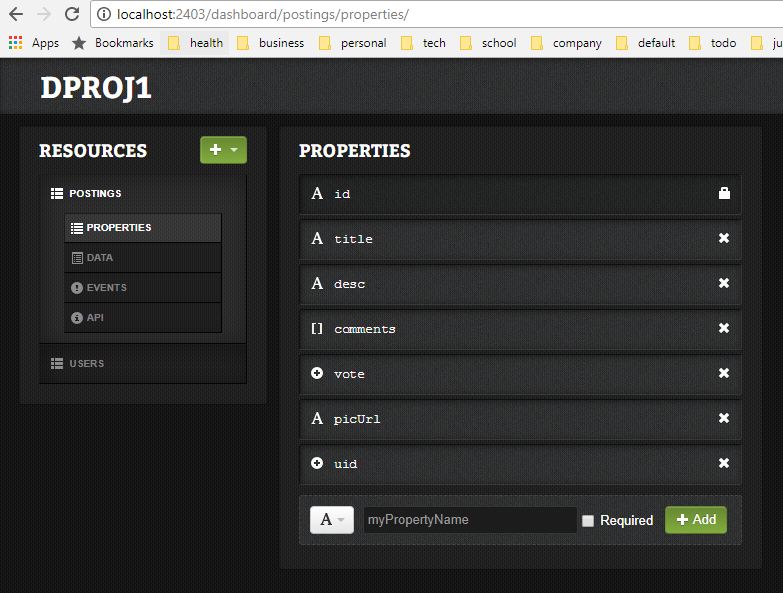 localhost:2403/dashboard/postings/properties/
Apps Bookmarks health business personal tech school company default todo ju
DPROJ1
RESOURCES
POSTINGS
PROPERTIES
DATA
EVENTS
API
USERS
PROPERTIES
A id
A title
A desc
[] comments
vote
A picUrl
uid
A myPropertyName Required Add